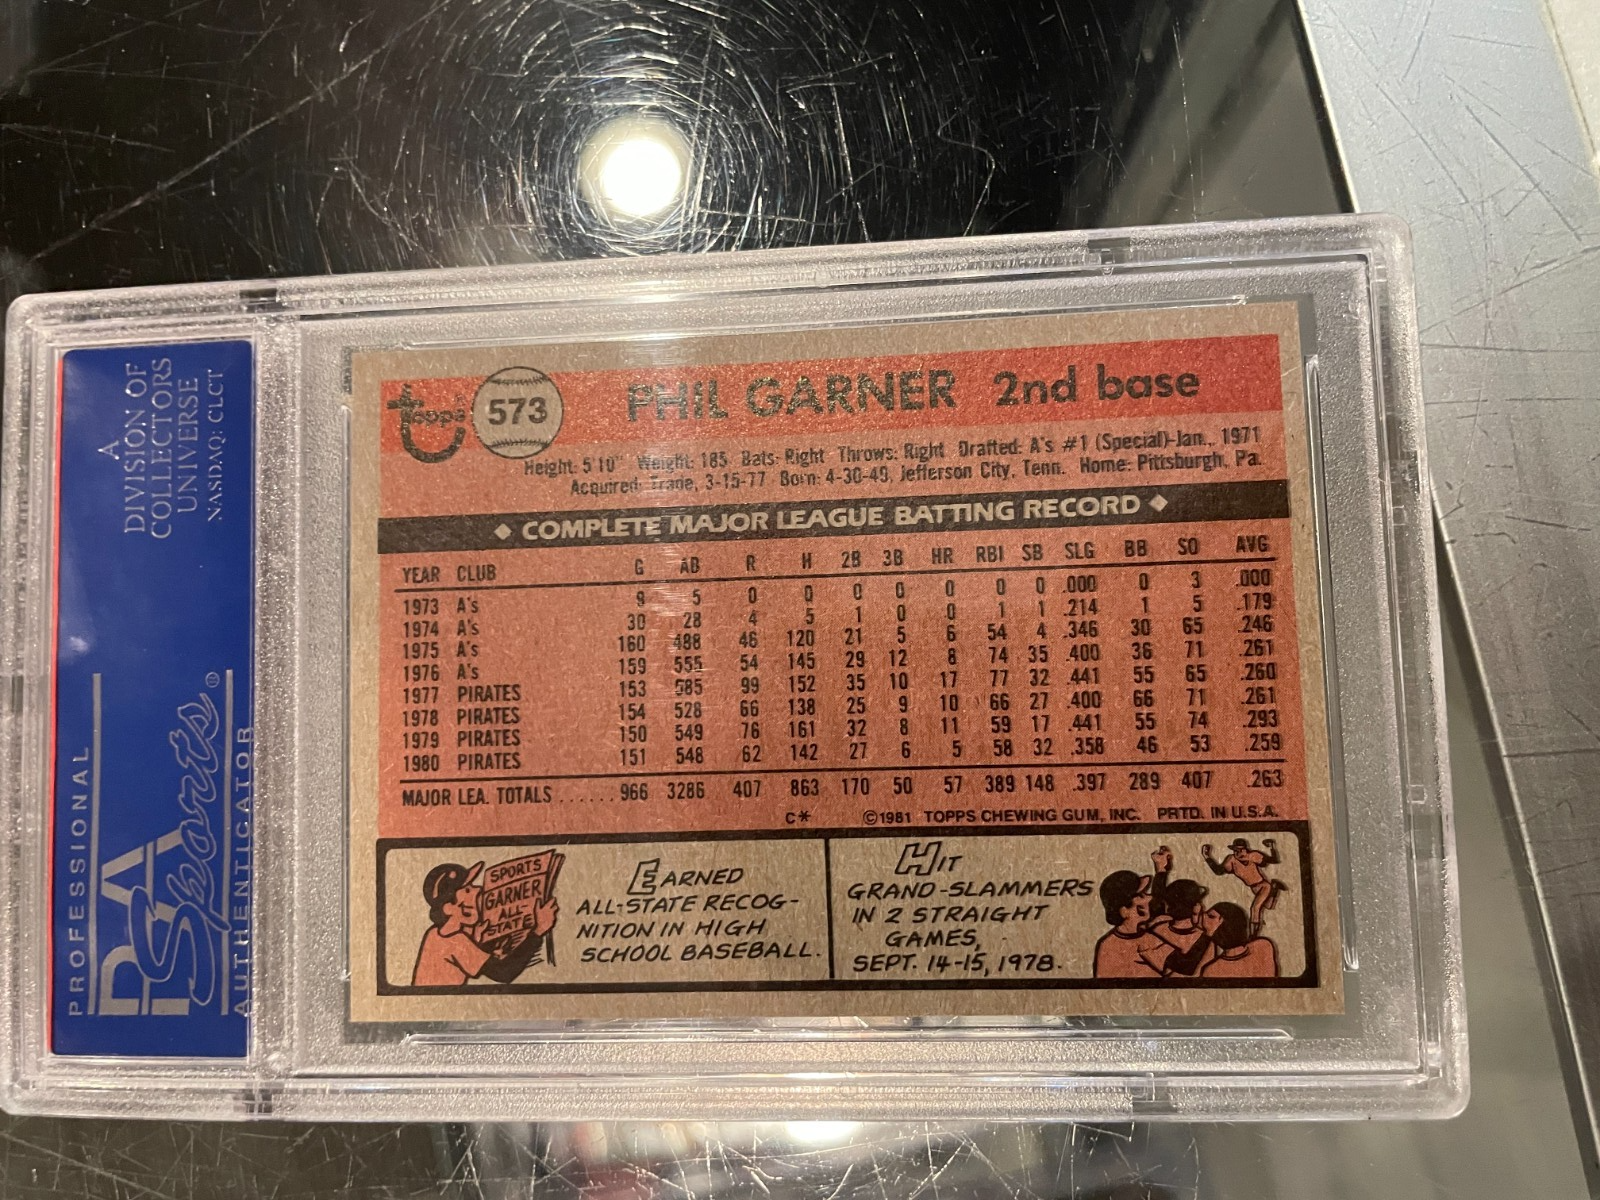 topps 573 PHIL GARNER 2nd base
Height: 5'10" Weight: 185 Bats: Right Throws: Right Drafted: A's #1 (Special)-Jan., 1971
Acquired: Trade, 3-15-77 Born: 4-30-49, Jefferson City, Tenn. Home: Pittsburgh, Pa.
◆ COMPLETE MAJOR LEAGUE BATTING RECORD ◆
YEAR CLUB G AB R H 2B 3B HR RBI SB SLG BB SO AVG
1973 A's 9 5 0 0 0 0 0 0 0 .000 0 3 .000
1974 A's 30 28 4 5 1 0 0 1 1 .214 1 5 .179
1975 A's 160 488 46 120 21 5 6 54 4 .346 30 65 .246
1976 A's 159 555 54 145 29 12 8 74 35 .400 36 71 .261
1977 PIRATES 153 585 99 152 35 10 17 77 32 .441 55 65 .260
1978 PIRATES 154 528 66 138 25 9 10 66 27 .400 66 71 .261
1979 PIRATES 150 549 76 161 32 8 11 59 17 .441 55 74 .293
1980 PIRATES 151 548 62 142 27 6 5 58 32 .358 46 53 .259
MAJOR LEA. TOTALS ...... 966 3286 407 863 170 50 57 389 148 .397 289 407 .263
C* ©1981 TOPPS CHEWING GUM, INC. PRTD. IN U.S.A.
SPORTS
GARNER
ALL-
STATE
EARNED
ALL-STATE RECOG-
NITION IN HIGH
SCHOOL BASEBALL.
HIT
GRAND-SLAMMERS
IN 2 STRAIGHT
GAMES,
SEPT. 14-15, 1978.
A
DIVISION OF
COLLECTORS
UNIVERSE
NASDAQ: CLCT
PROFESSIONAL
PSA
Sports®
AUTHENTICATOR